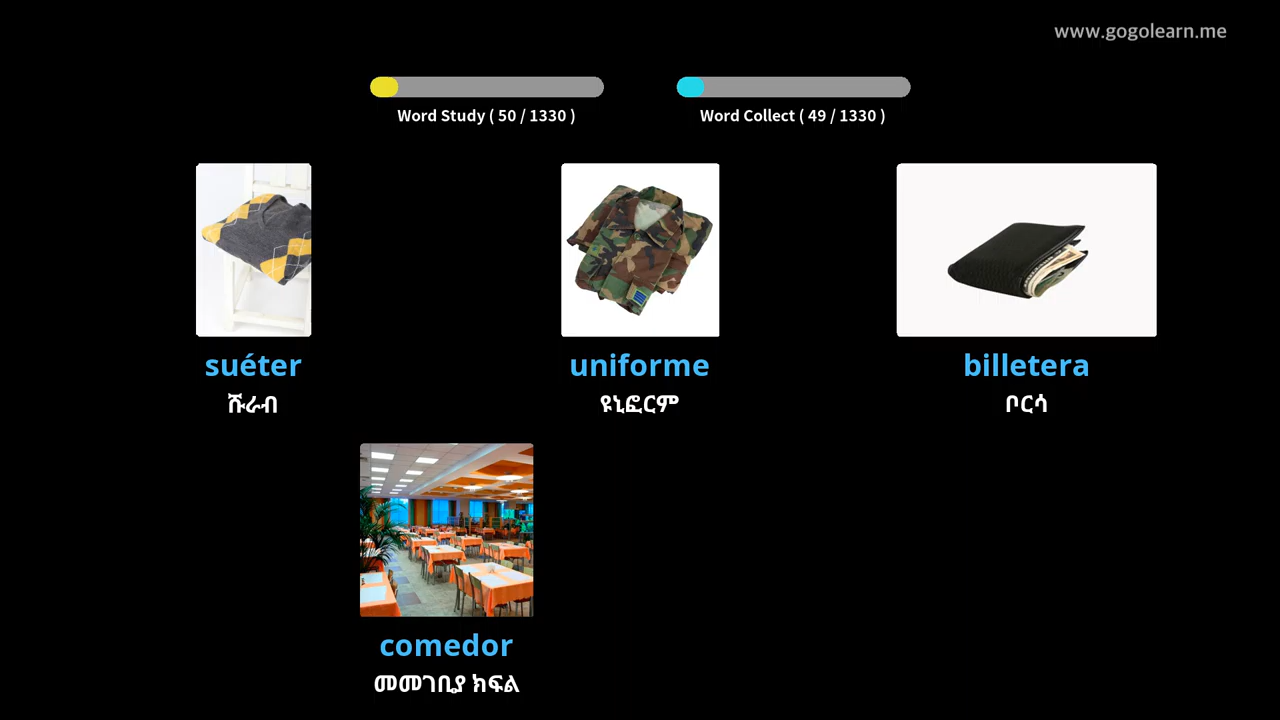 www.gogolearn.me
Word Study ( 50 / 1330 )
Word Collect ( 49 / 1330 )
suéter
ሹራብ
uniforme
ዩኒፎርም
billetera
ቦርሳ
comedor
መመገቢያ ክፍል